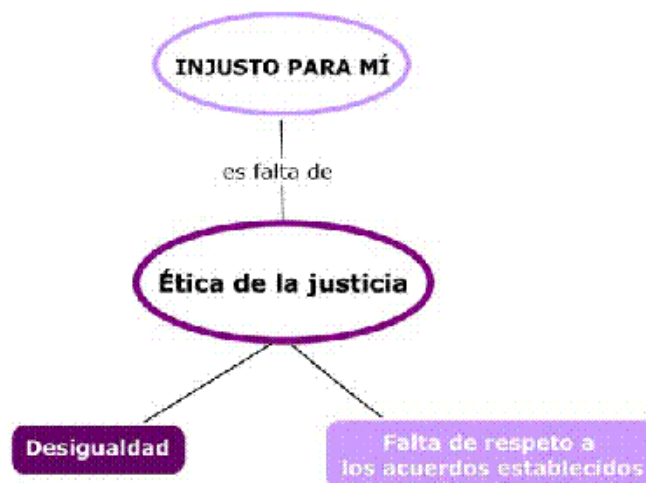 INJUSTO PARA MÍ
es falta de
Ética de la justicia
Desigualdad
Falta de respeto a
los acuerdos establecidos